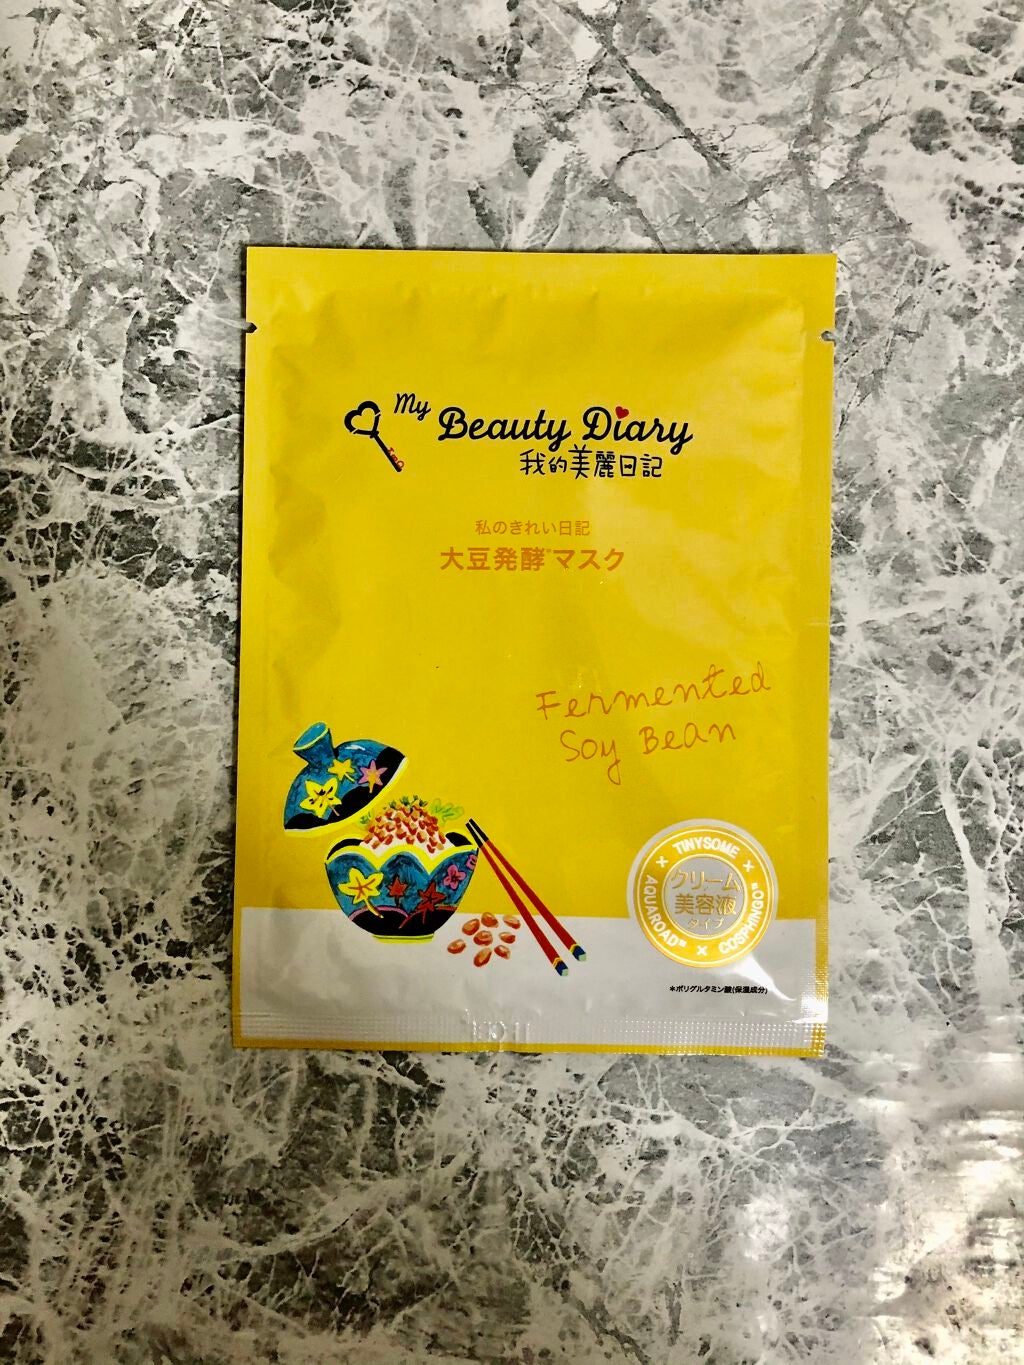 My
Beauty Diary
我的美麗日記
私のきれい日記
大豆発酵*マスク
Fermented
Soy Bean
TINYSOME
クリーム
美容液
タイプ
AQUAROAD™
COSPHINGO™
*ポリグルタミン酸(保湿成分)